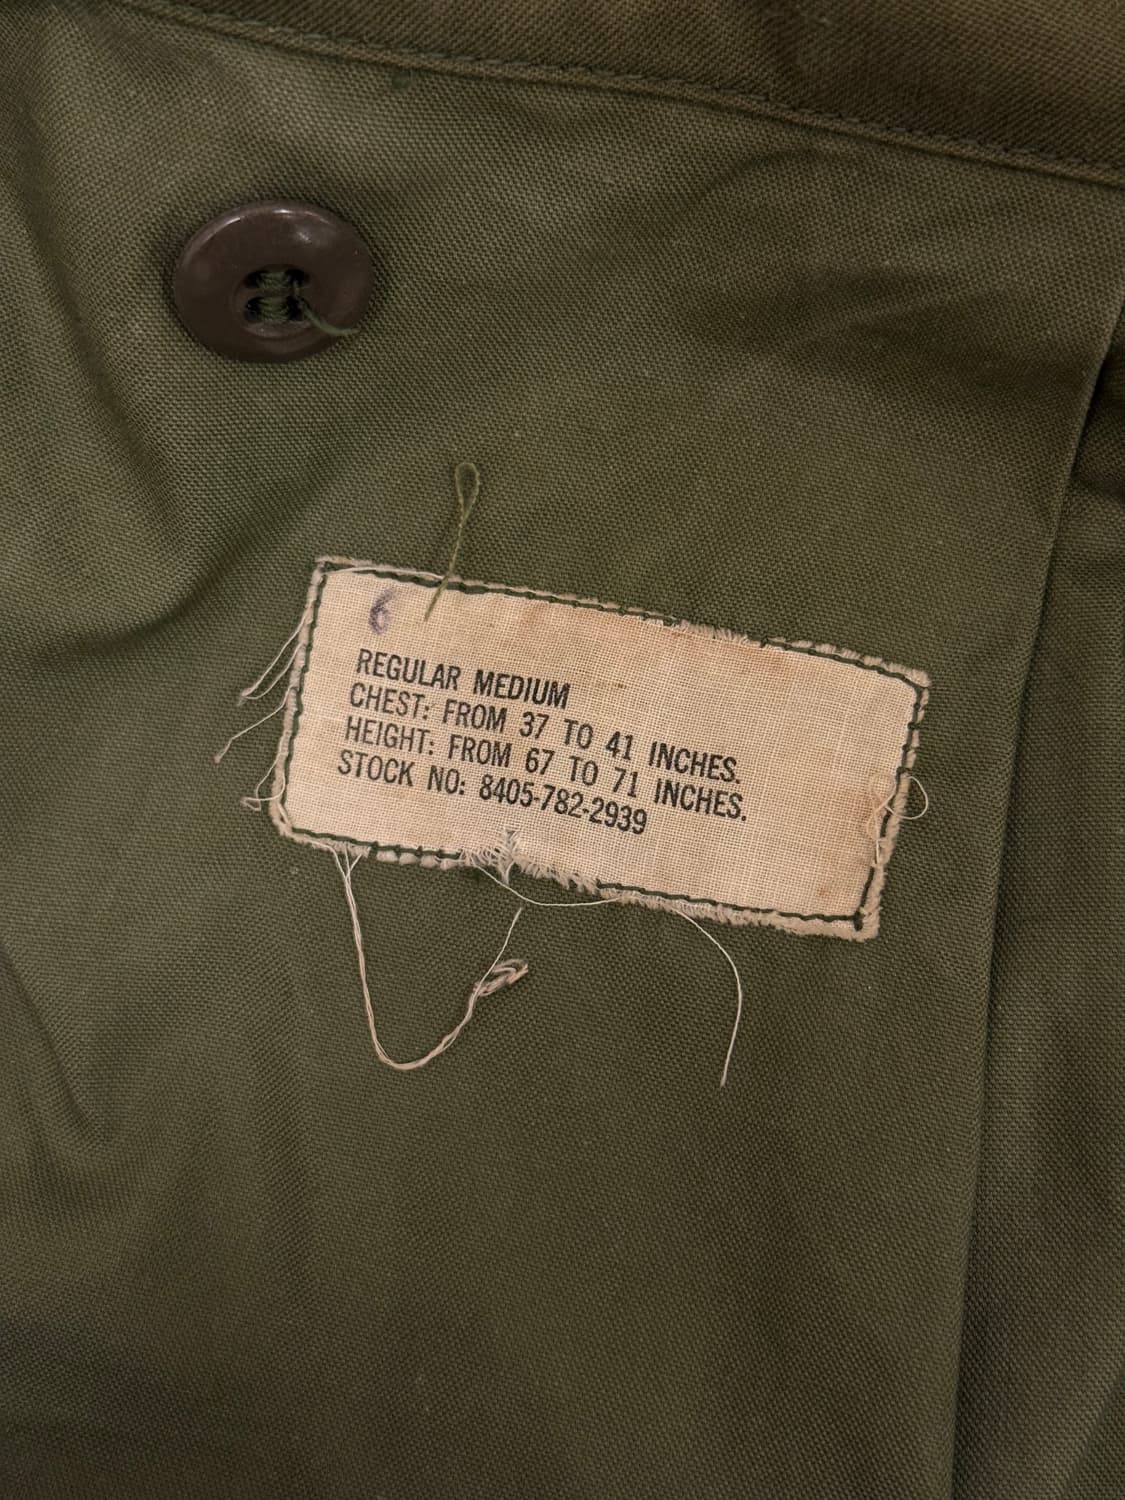 6
REGULAR MEDIUM
CHEST: FROM 37 TO 41 INCHES.
HEIGHT: FROM 67 TO 71 INCHES.
STOCK NO: 8405-782-2939